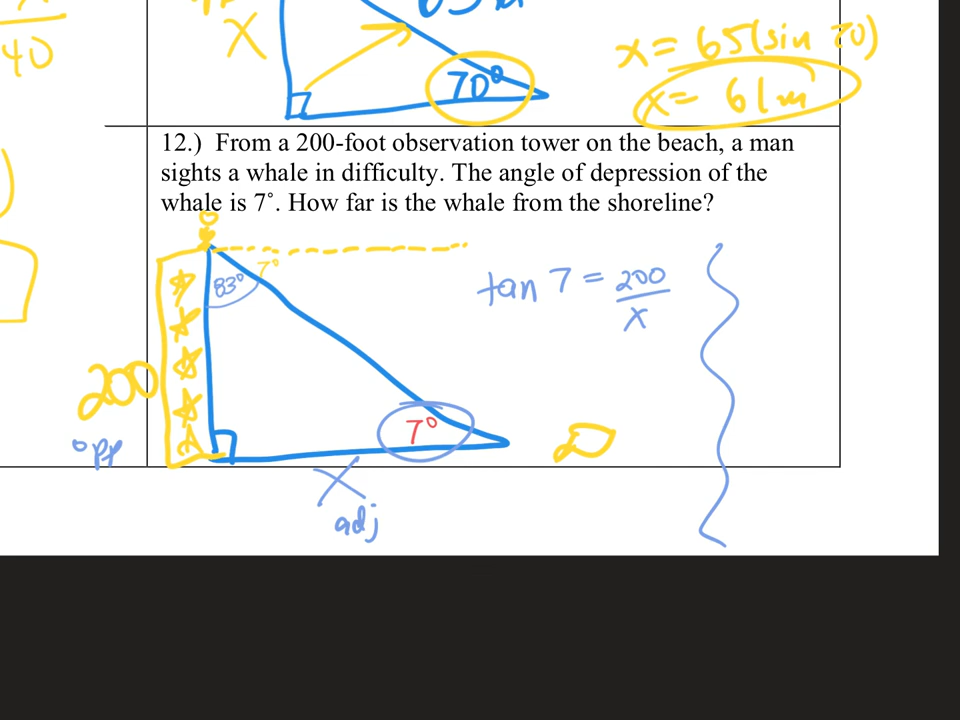 40
X
70°
x = 65(sin 70)
x = 61m
12.) From a 200-foot observation tower on the beach, a man
sights a whale in difficulty. The angle of depression of the
whale is 7˚. How far is the whale from the shoreline?
7°
83°
tan 7 = 200
x
200
7°
opp
X
adj